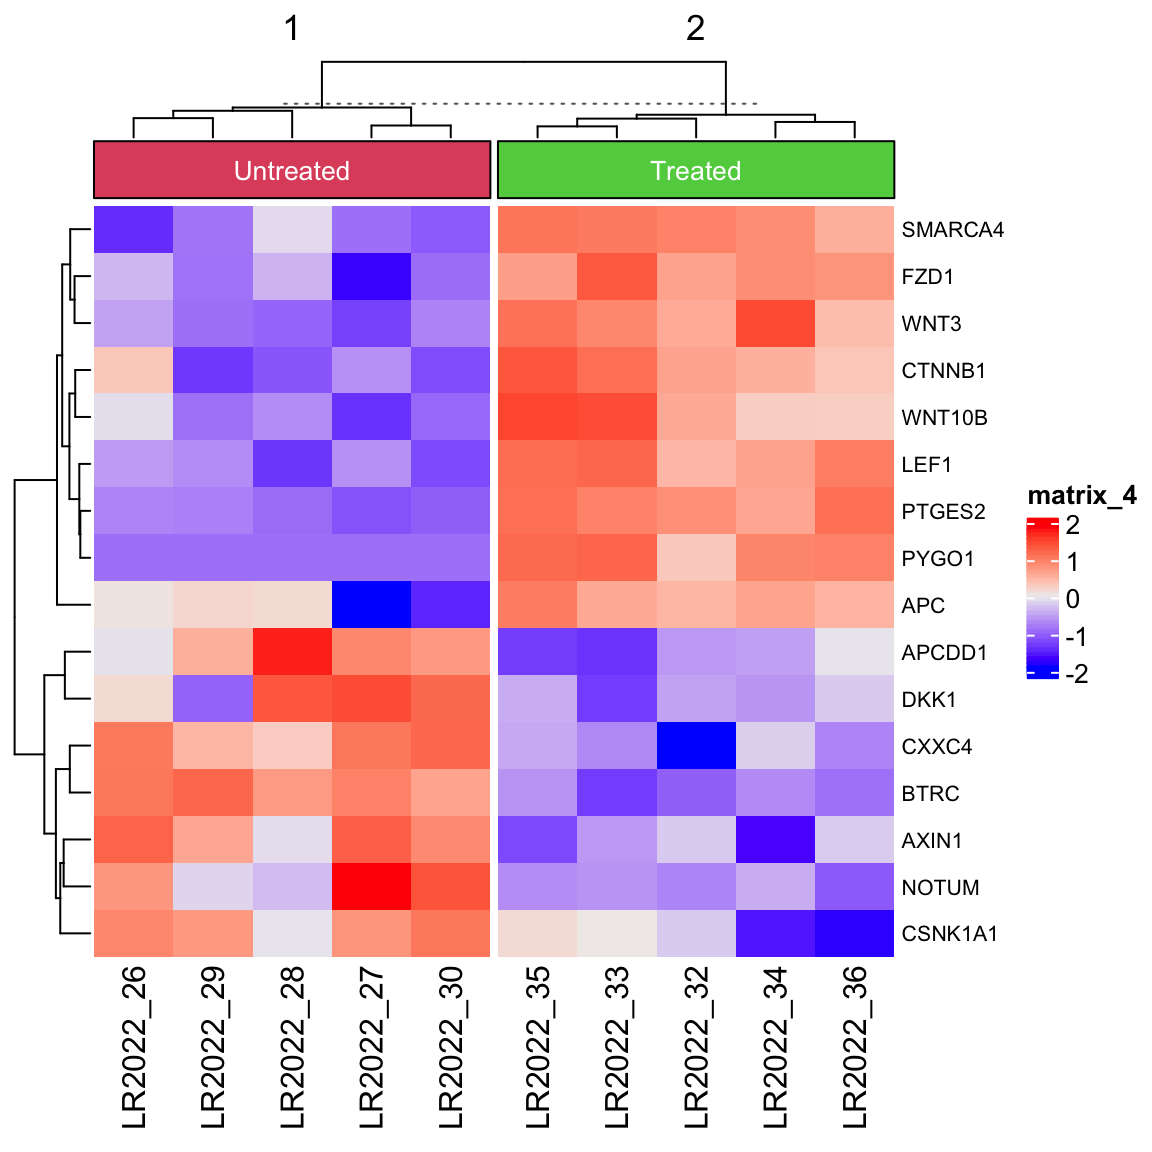 1 2
Untreated Treated
SMARCA4
FZD1
WNT3
CTNNB1
WNT10B
LEF1
PTGES2
PYGO1
APC
APCDD1
DKK1
CXXC4
BTRC
AXIN1
NOTUM
CSNK1A1
matrix_4
2
1
0
-1
-2
LR2022_26
LR2022_29
LR2022_28
LR2022_27
LR2022_30
LR2022_35
LR2022_33
LR2022_32
LR2022_34
LR2022_36